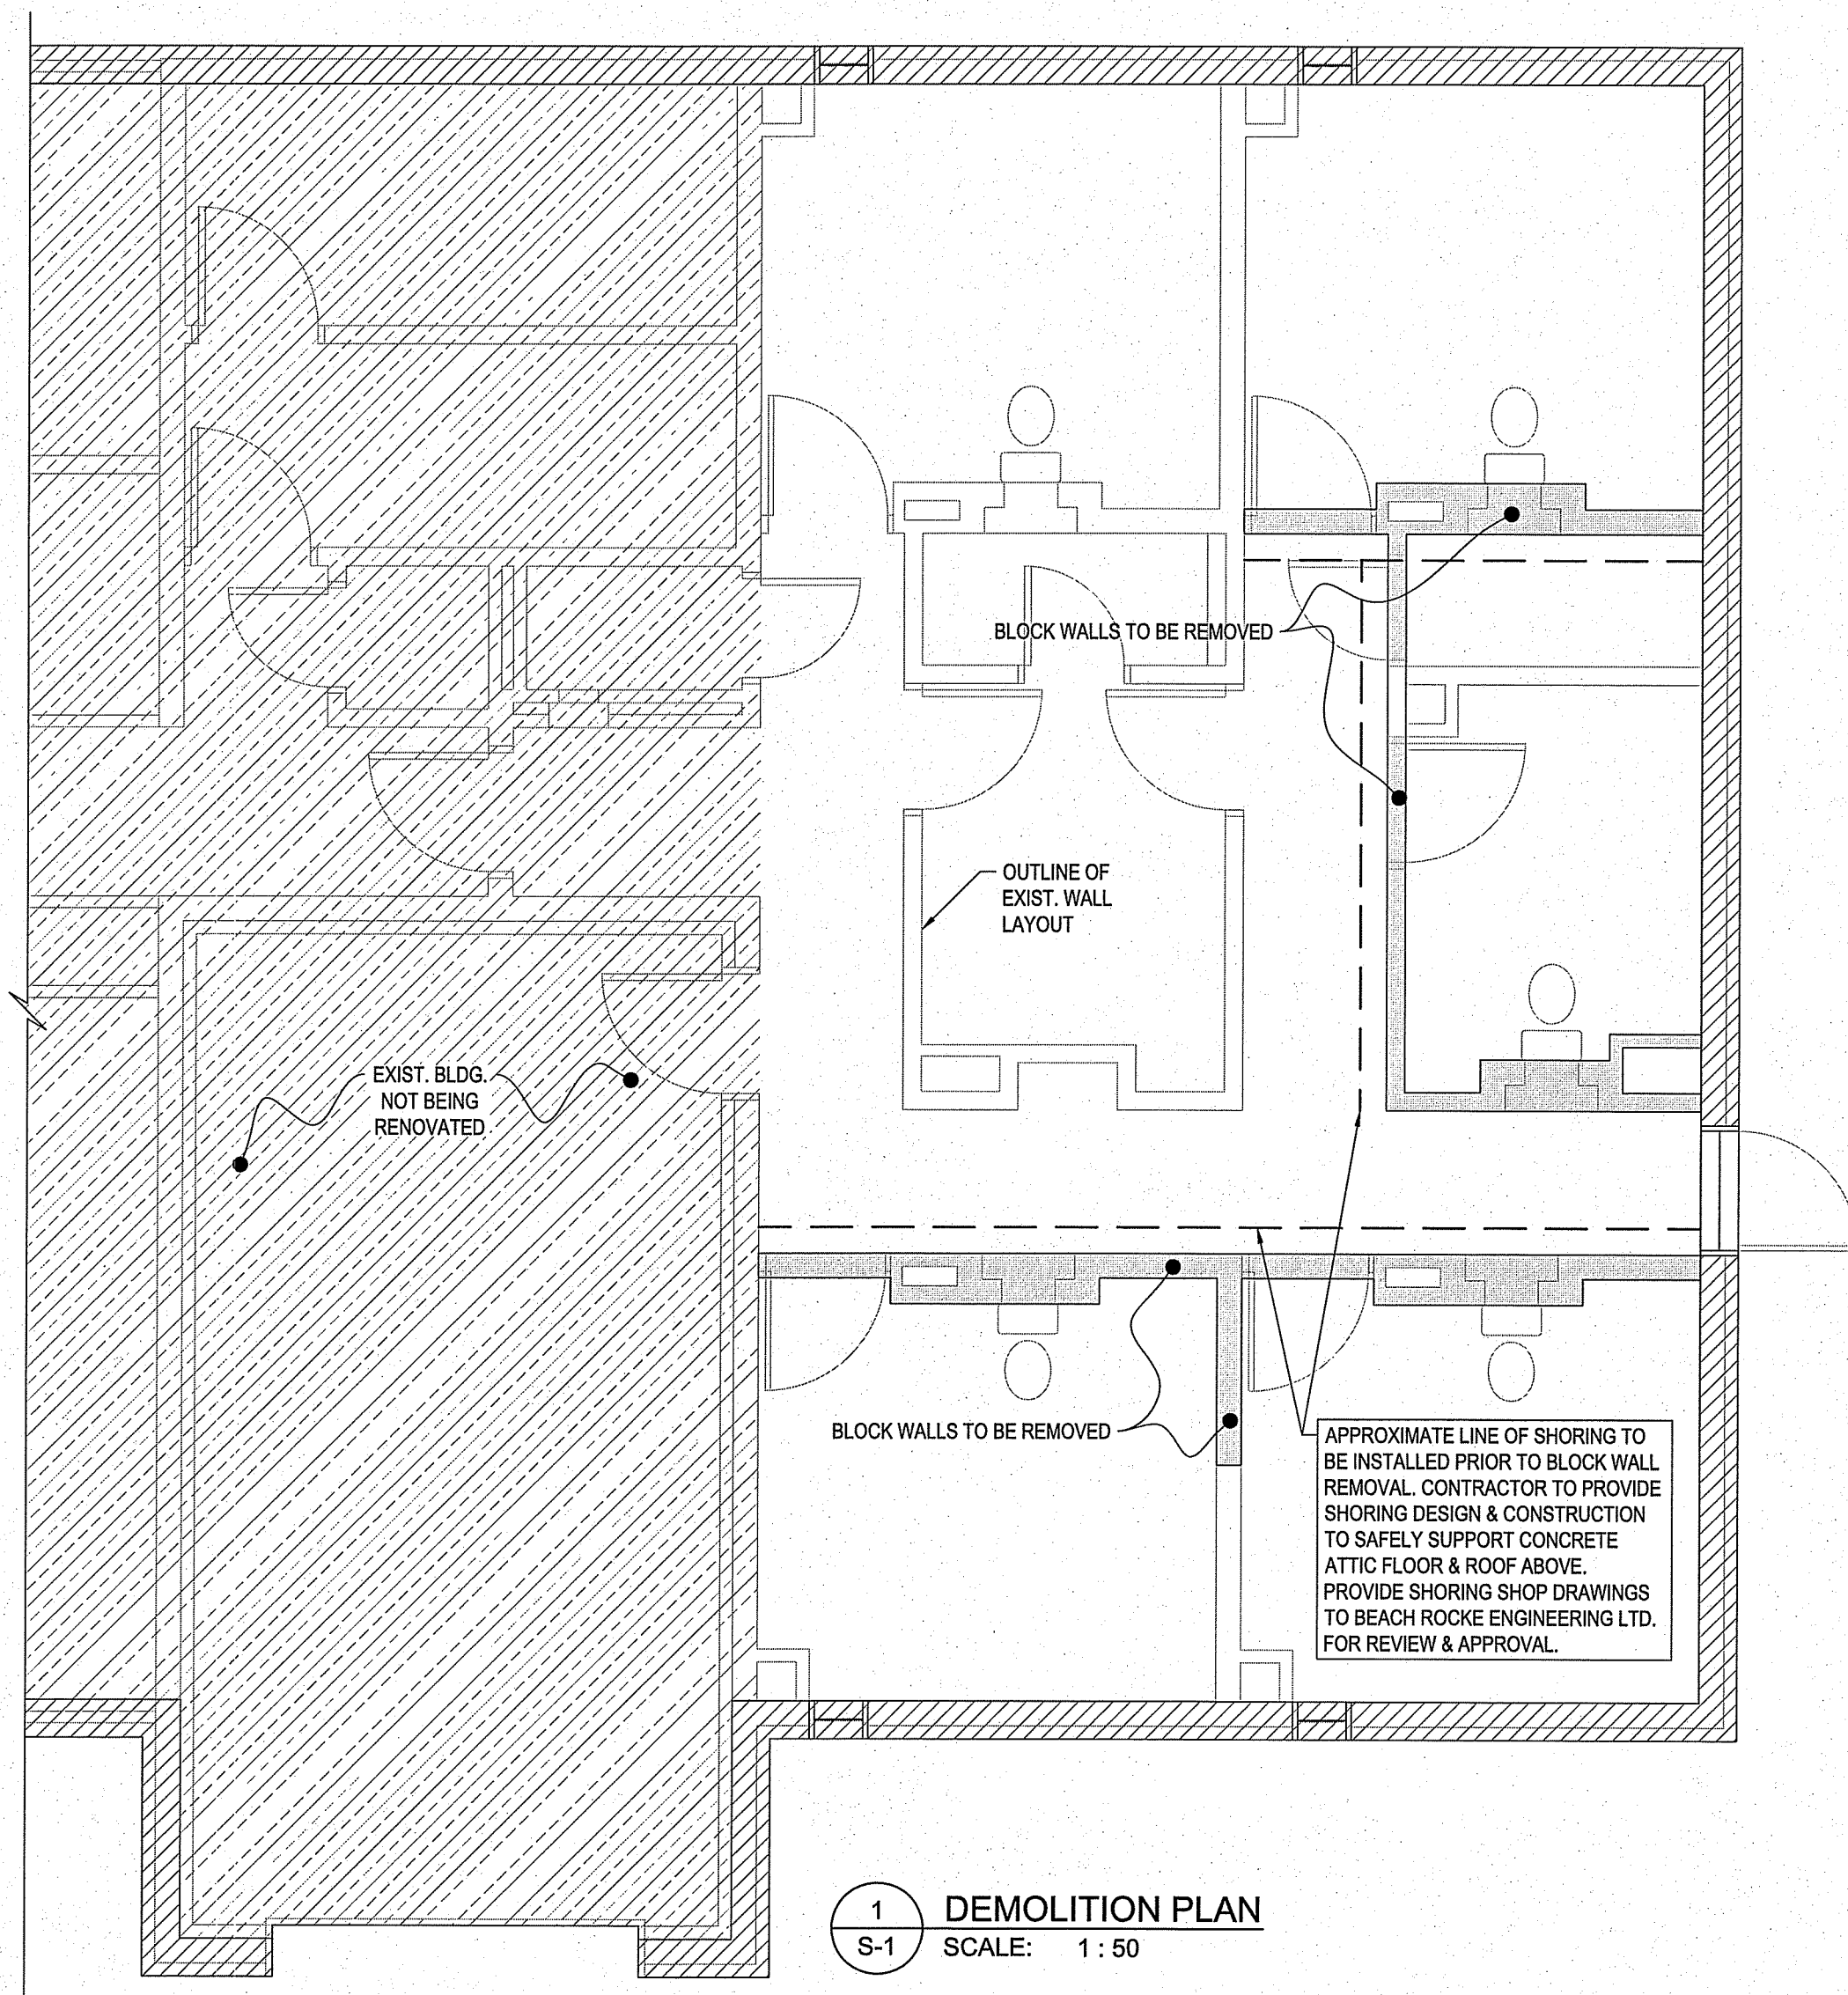 BLOCK WALLS TO BE REMOVED
OUTLINE OF
EXIST. WALL
LAYOUT
EXIST. BLDG.
NOT BEING
RENOVATED
BLOCK WALLS TO BE REMOVED
APPROXIMATE LINE OF SHORING TO
BE INSTALLED PRIOR TO BLOCK WALL
REMOVAL. CONTRACTOR TO PROVIDE
SHORING DESIGN & CONSTRUCTION
TO SAFELY SUPPORT CONCRETE
ATTIC FLOOR & ROOF ABOVE.
PROVIDE SHORING SHOP DRAWINGS
TO BEACH ROCKE ENGINEERING LTD.
FOR REVIEW & APPROVAL.
1
S-1
DEMOLITION PLAN
SCALE: 1 : 50